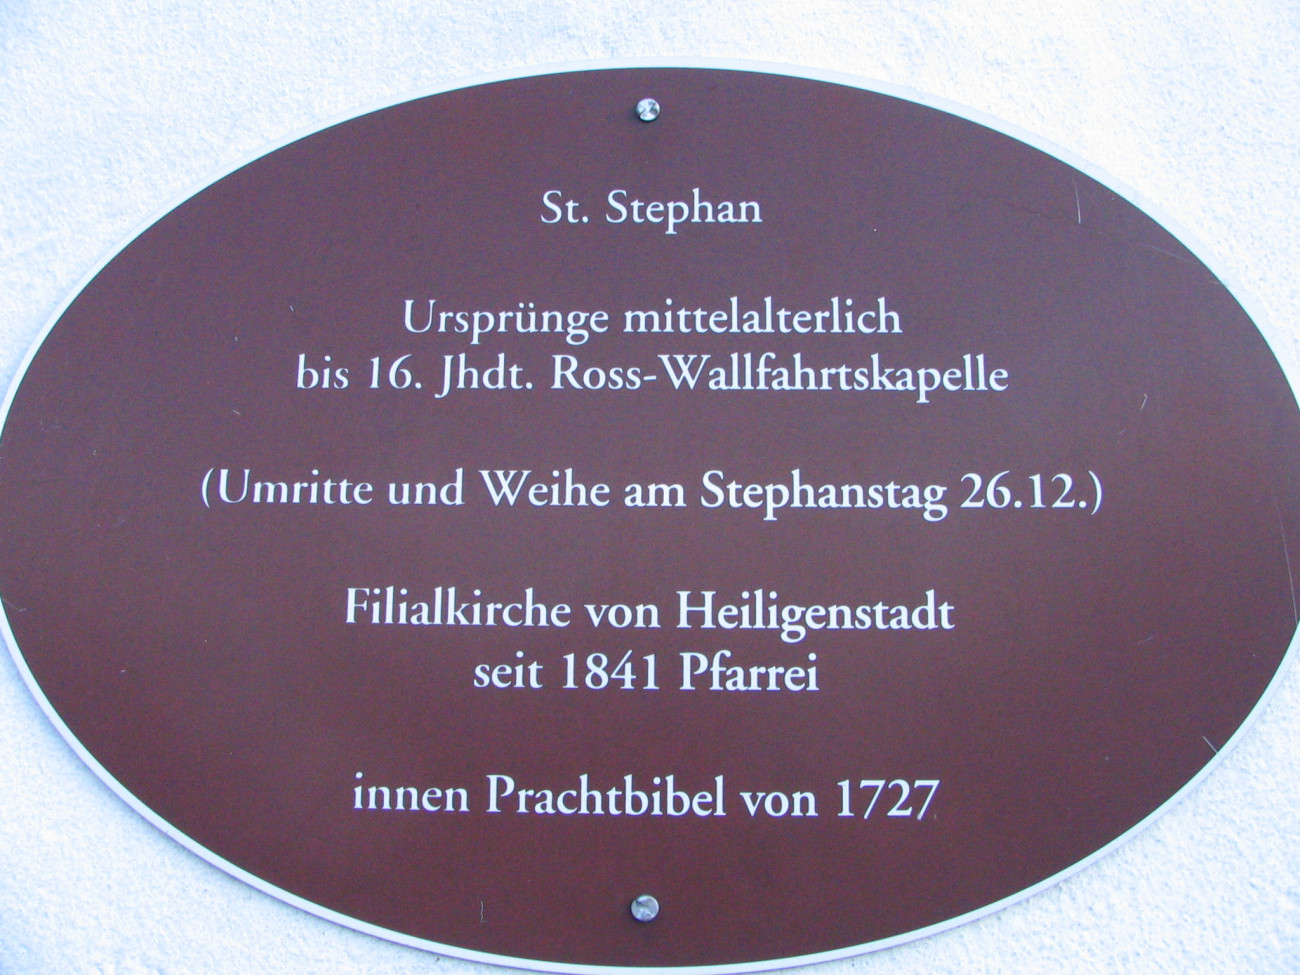 St. Stephan
Ursprünge mittelalterlich
bis 16. Jhdt. Ross-Wallfahrtskapelle
(Umritte und Weihe am Stephanstag 26.12.)
Filialkirche von Heiligenstadt
seit 1841 Pfarrei
innen Prachtbibel von 1727